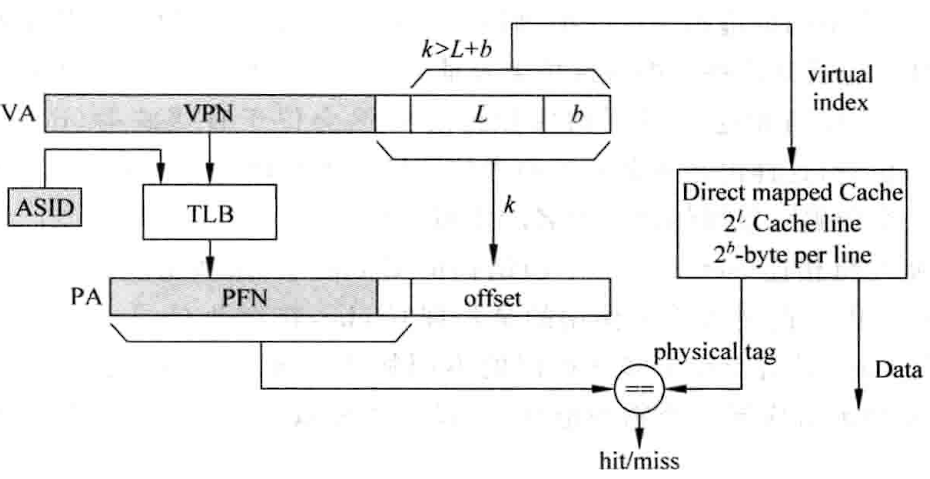 k>L+b
virtual
index
VA VPN L b
ASID
TLB
k
Direct mapped Cache
2^L Cache line
2^b-byte per line
PA PFN offset
physical tag
Data
==
hit/miss